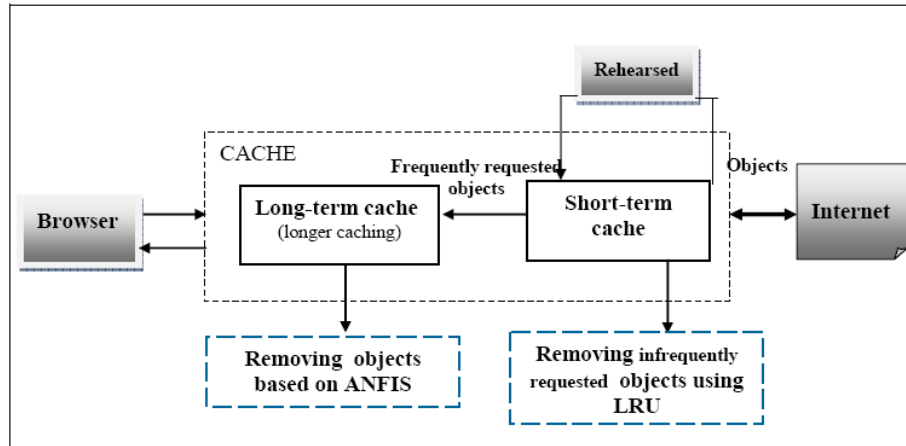 Rehearsed
CACHE
Frequently requested
objects
Objects
Browser
Long-term cache
(longer caching)
Short-term
cache
Internet
Removing objects
based on ANFIS
Removing infrequently
requested objects using
LRU